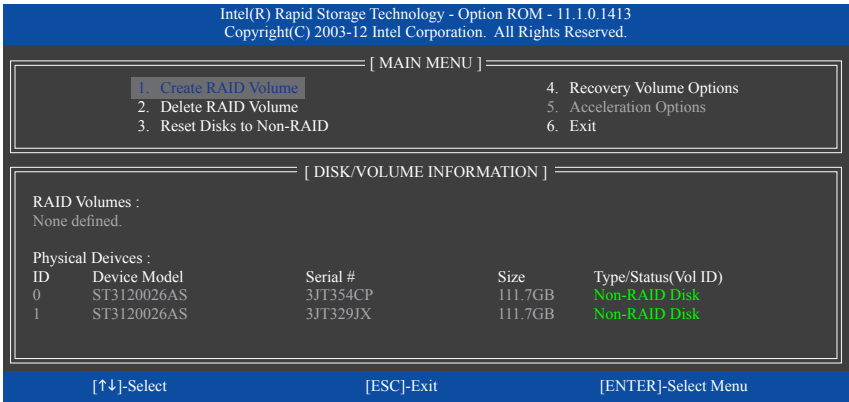 Intel(R) Rapid Storage Technology - Option ROM - 11.1.0.1413
Copyright(C) 2003-12 Intel Corporation. All Rights Reserved.
[ MAIN MENU ]
1. Create RAID Volume 4. Recovery Volume Options
2. Delete RAID Volume 5. Acceleration Options
3. Reset Disks to Non-RAID 6. Exit
[ DISK/VOLUME INFORMATION ]
RAID Volumes :
None defined.
Physical Deivces :
ID Device Model Serial # Size Type/Status(Vol ID)
0 ST3120026AS 3JT354CP 111.7GB Non-RAID Disk
1 ST3120026AS 3JT329JX 111.7GB Non-RAID Disk
[↑↓]-Select [ESC]-Exit [ENTER]-Select Menu